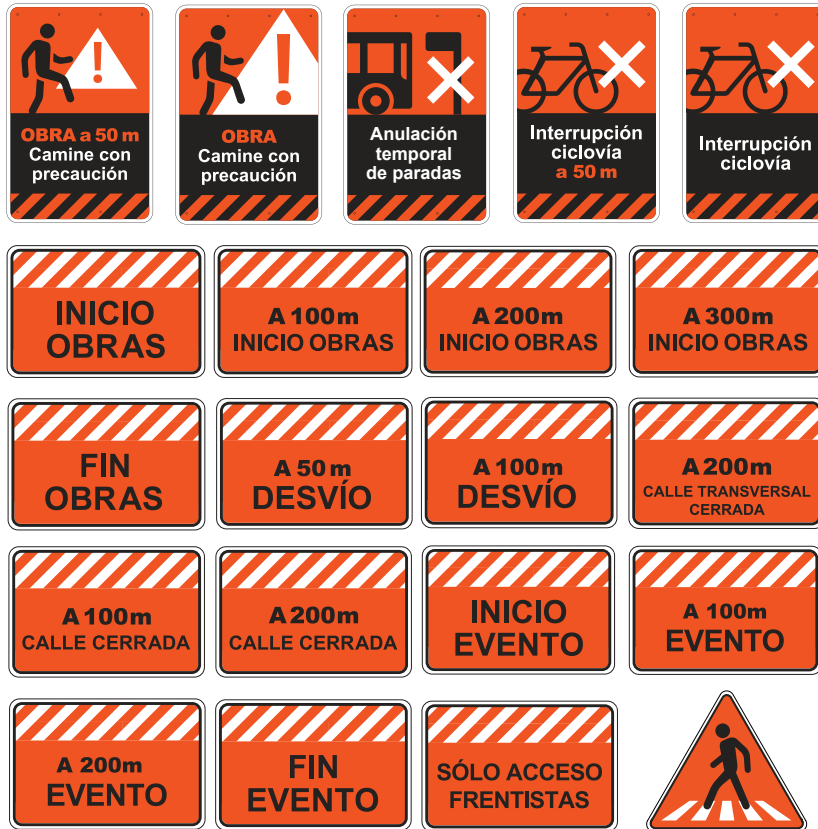 OBRA a 50 m
Camine con
precaución
OBRA
Camine con
precaución
Anulación
temporal
de paradas
Interrupción
ciclovía
a 50 m
Interrupción
ciclovía
INICIO
OBRAS
A 100m
INICIO OBRAS
A 200m
INICIO OBRAS
A 300m
INICIO OBRAS
FIN
OBRAS
A 50 m
DESVÍO
A 100m
DESVÍO
A 200m
CALLE TRANSVERSAL
CERRADA
A 100m
CALLE CERRADA
A 200m
CALLE CERRADA
INICIO
EVENTO
A 100m
EVENTO
A 200m
EVENTO
FIN
EVENTO
SÓLO ACCESO
FRENTISTAS